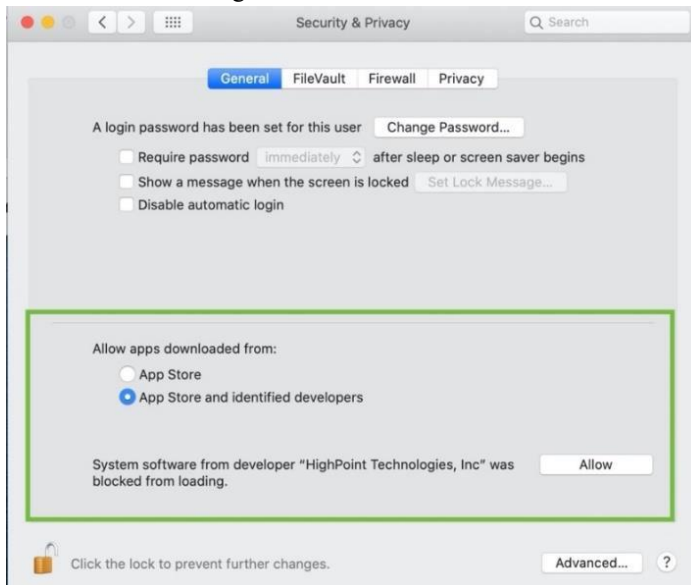 Security & Privacy
Search
General FileVault Firewall Privacy
A login password has been set for this user Change Password...
Require password immediately after sleep or screen saver begins
Show a message when the screen is locked Set Lock Message...
Disable automatic login
Allow apps downloaded from:
App Store
App Store and identified developers
System software from developer "HighPoint Technologies, Inc" was Allow
blocked from loading.
Click the lock to prevent further changes. Advanced... ?